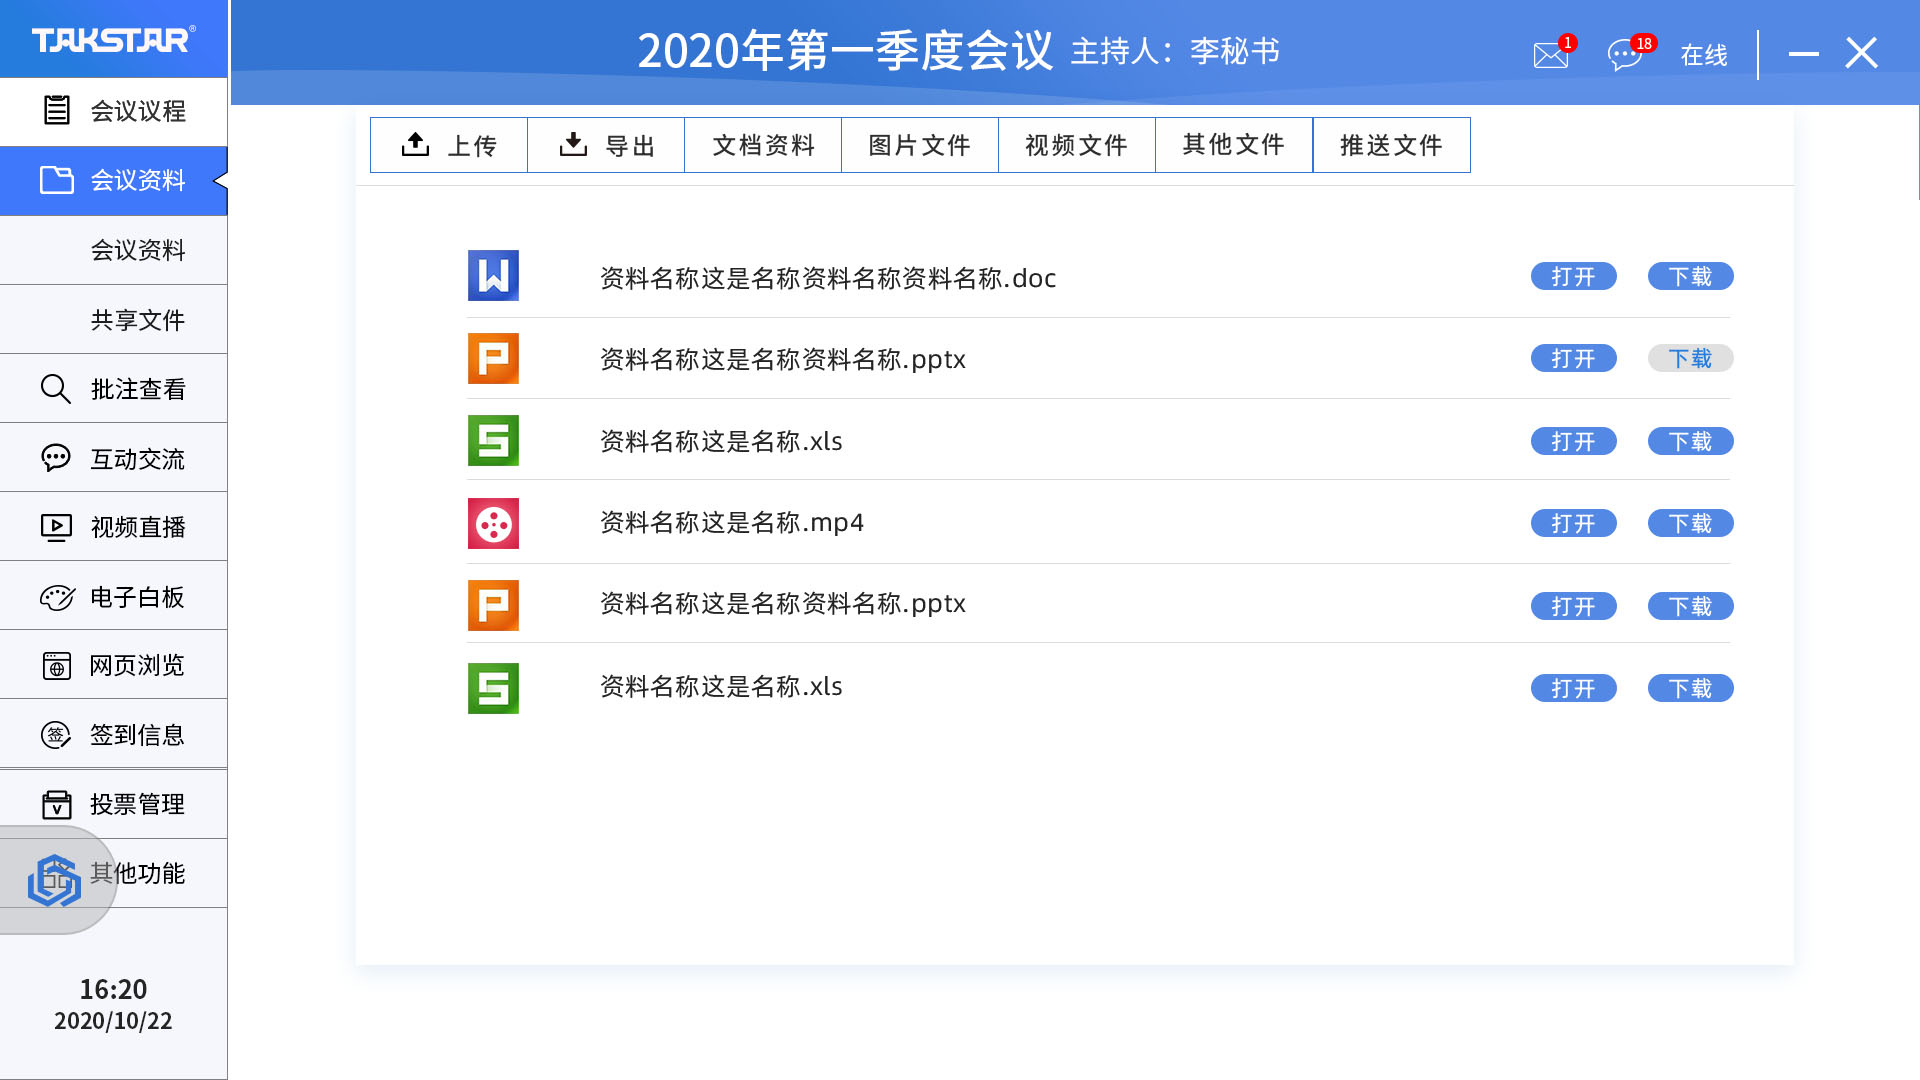 TAKSTAR®
2020年第一季度会议 主持人：李秘书
1
18
在线
会议议程
会议资料
会议资料
共享文件
批注查看
互动交流
视频直播
电子白板
网页浏览
签
签到信息
V
投票管理
其他功能
16:20
2020/10/22
上传 导出 文档资料 图片文件 视频文件 其他文件 推送文件
W 资料名称这是名称资料名称资料名称.doc 打开 下载
P 资料名称这是名称资料名称.pptx 打开 下载
S 资料名称这是名称.xls 打开 下载
资料名称这是名称.mp4 打开 下载
P 资料名称这是名称资料名称.pptx 打开 下载
S 资料名称这是名称.xls 打开 下载